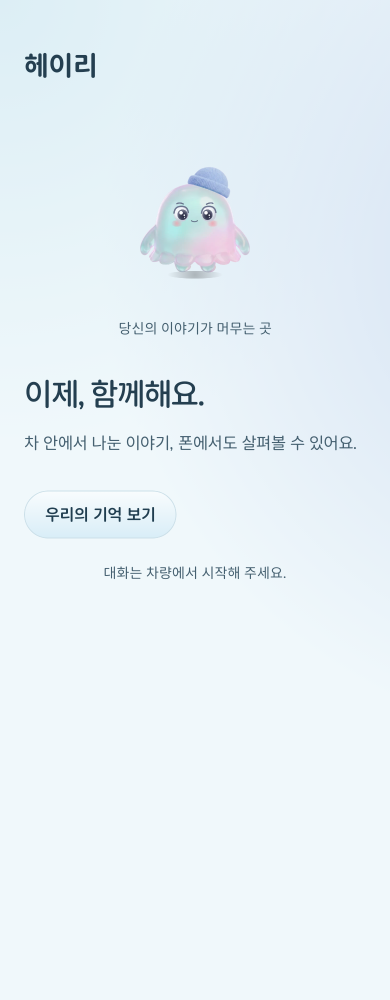 헤이리
당신의 이야기가 머무는 곳
이제, 함께해요.
차 안에서 나눈 이야기, 폰에서도 살펴볼 수 있어요.
우리의 기억 보기
대화는 차량에서 시작해 주세요.